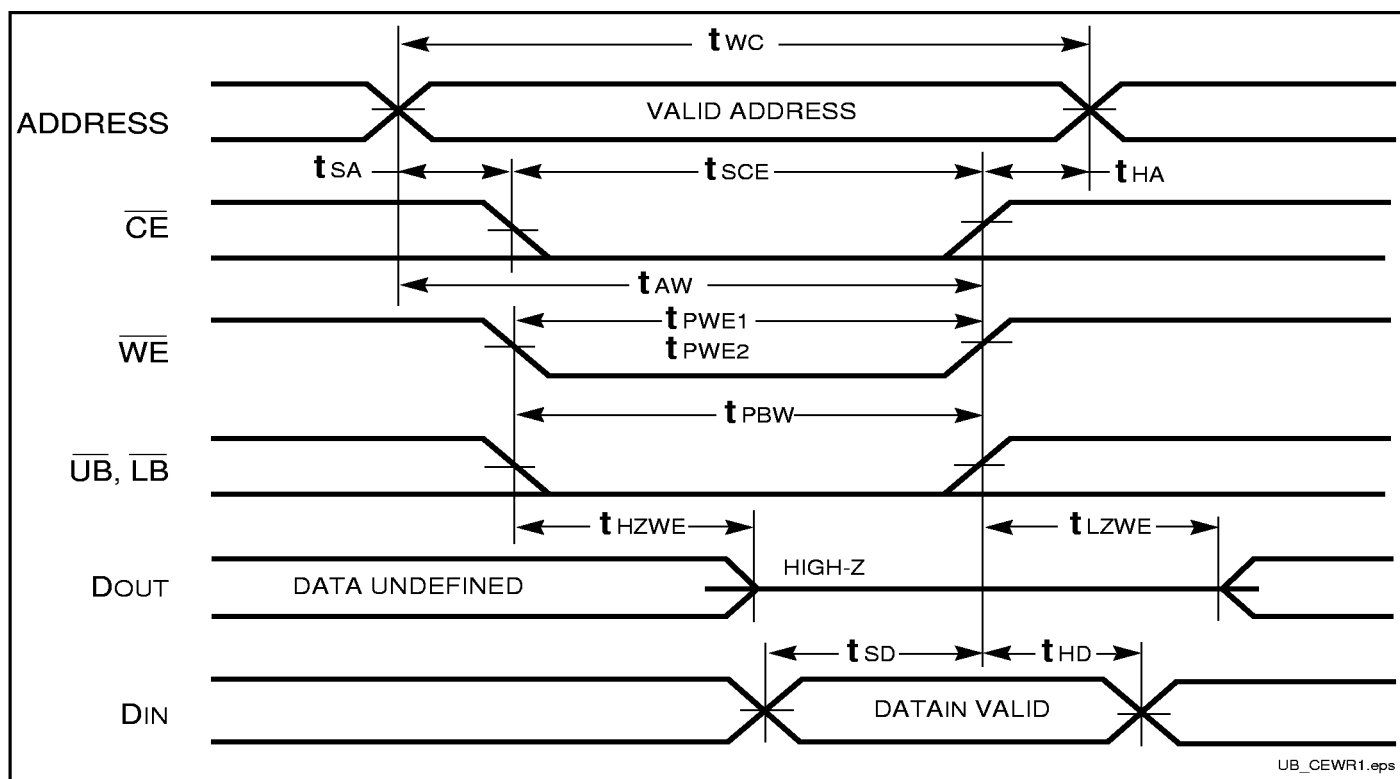 tWC
ADDRESS
VALID ADDRESS
tSA
tSCE
tHA
CE
tAW
tPWE1
WE
tPWE2
tPBW
UB, LB
tHZWE
tLZWE
DOUT
DATA UNDEFINED
HIGH-Z
tSD
tHD
DIN
DATAIN VALID
UB_CEWR1.eps